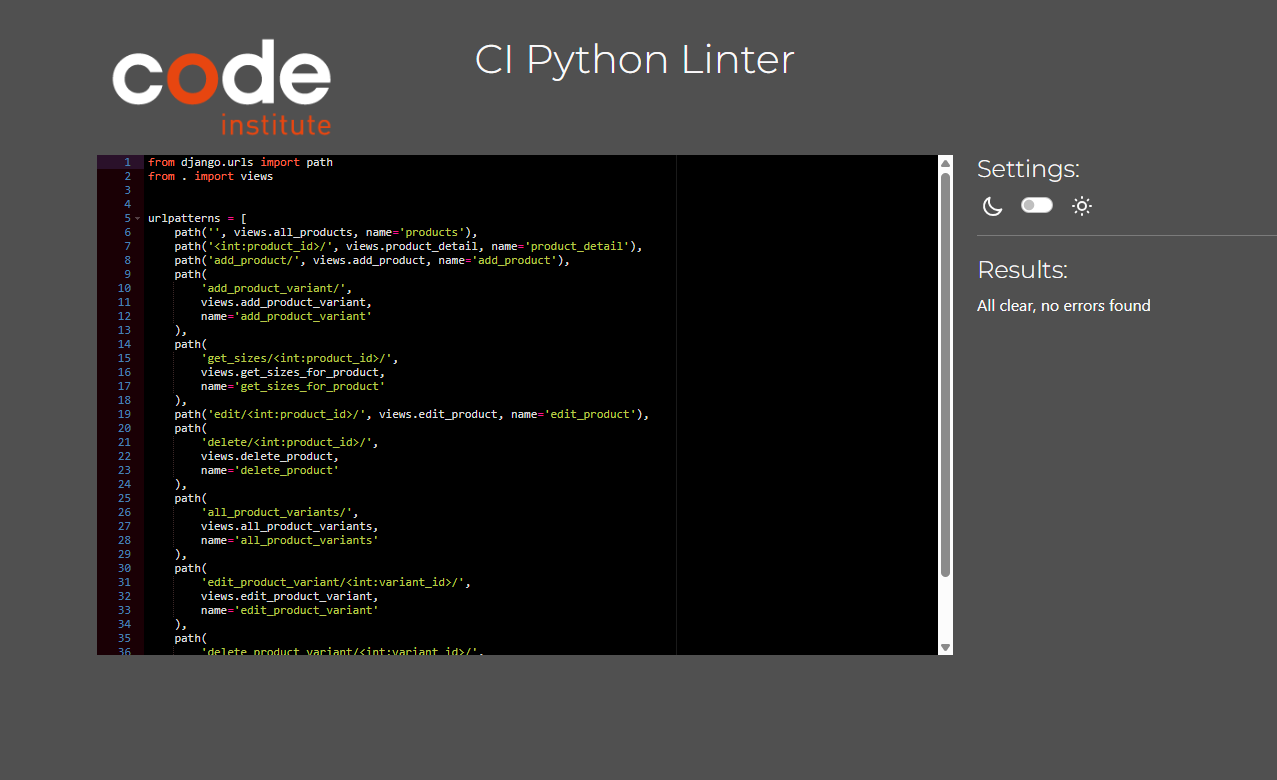 code
institute
CI Python Linter
1 from django.urls import path
2 from . import views
3
4
5 urlpatterns = [
6     path('', views.all_products, name='products'),
7     path('<int:product_id>/', views.product_detail, name='product_detail'),
8     path('add_product/', views.add_product, name='add_product'),
9     path(
10         'add_product_variant/',
11         views.add_product_variant,
12         name='add_product_variant'
13     ),
14     path(
15         'get_sizes/<int:product_id>/',
16         views.get_sizes_for_product,
17         name='get_sizes_for_product'
18     ),
19     path('edit/<int:product_id>/', views.edit_product, name='edit_product'),
20     path(
21         'delete/<int:product_id>/',
22         views.delete_product,
23         name='delete_product'
24     ),
25     path(
26         'all_product_variants/',
27         views.all_product_variants,
28         name='all_product_variants'
29     ),
30     path(
31         'edit_product_variant/<int:variant_id>/',
32         views.edit_product_variant,
33         name='edit_product_variant'
34     ),
35     path(
36         'delete_product_variant/<int:variant_id>/',
Settings:
Results:
All clear, no errors found